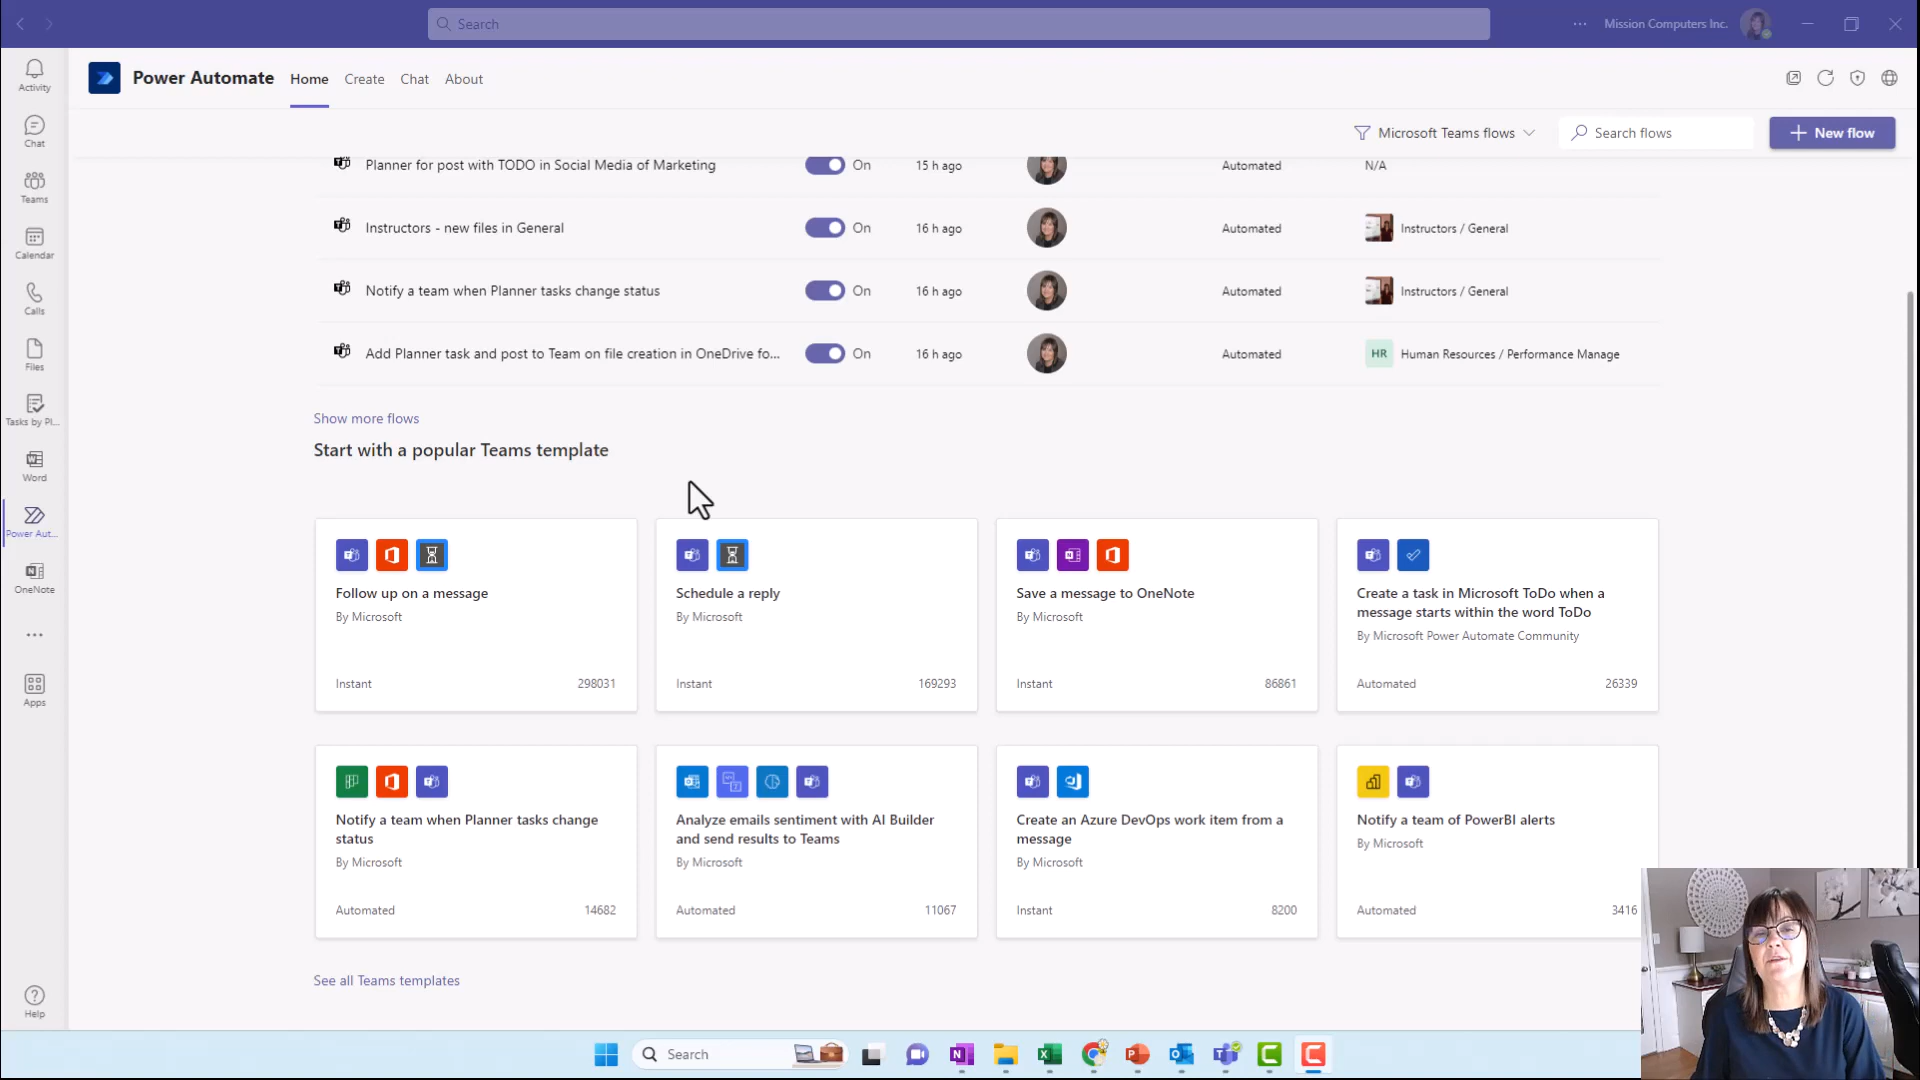 Search
Mission Computers Inc.
Activity
Chat
Teams
Calendar
Calls
Files
Tasks by Pl...
Word
Power Aut...
OneNote
Apps
Help
Power Automate
Home
Create
Chat
About
Microsoft Teams flows
Search flows
New flow
Planner for post with TODO in Social Media of Marketing
On
15 h ago
Automated
N/A
Instructors - new files in General
On
16 h ago
Automated
Instructors / General
Notify a team when Planner tasks change status
On
16 h ago
Automated
Instructors / General
Add Planner task and post to Team on file creation in OneDrive fo...
On
16 h ago
Automated
HR
Human Resources / Performance Manage
Show more flows
Start with a popular Teams template
Follow up on a message
By Microsoft
Instant
298031
Schedule a reply
By Microsoft
Instant
169293
Save a message to OneNote
By Microsoft
Instant
86861
Create a task in Microsoft ToDo when a
message starts within the word ToDo
By Microsoft Power Automate Community
Automated
26339
Notify a team when Planner tasks change
status
By Microsoft
Automated
14682
Analyze emails sentiment with AI Builder
and send results to Teams
By Microsoft
Automated
11067
Create an Azure DevOps work item from a
message
By Microsoft
Instant
8200
Notify a team of PowerBI alerts
By Microsoft
Automated
3416
See all Teams templates
Search